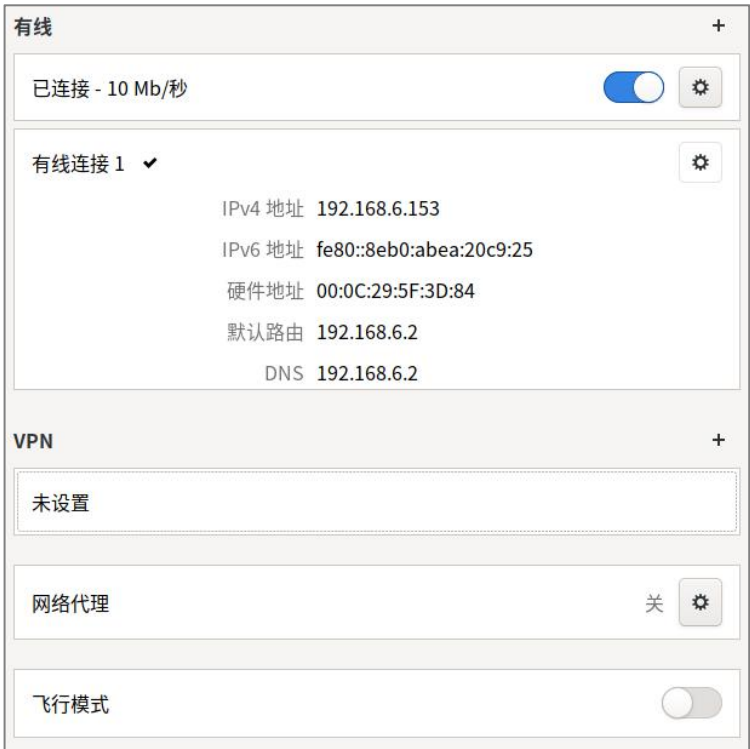 有线 +
已连接 - 10 Mb/秒
有线连接 1 ✔
IPv4 地址 192.168.6.153
IPv6 地址 fe80::8eb0:abea:20c9:25
硬件地址 00:0C:29:5F:3D:84
默认路由 192.168.6.2
DNS 192.168.6.2
VPN +
未设置
网络代理 关
飞行模式